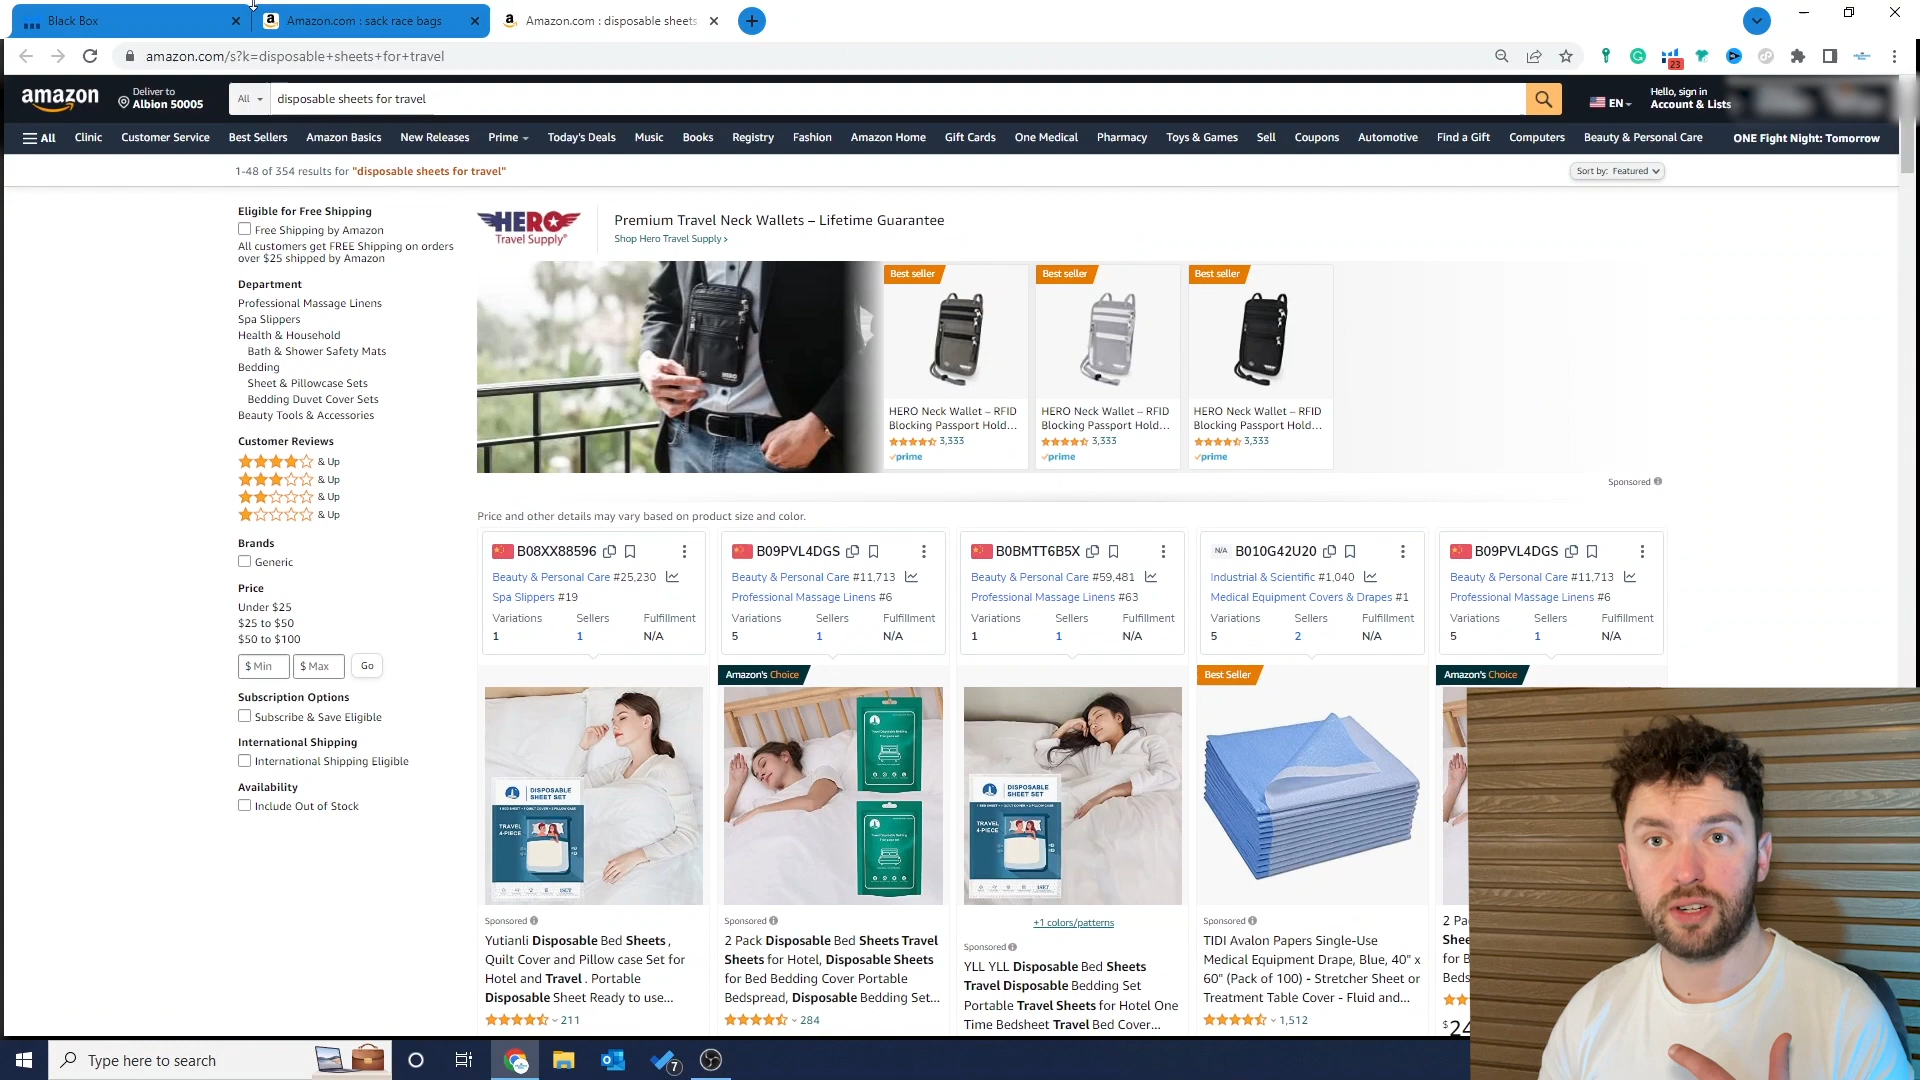 Black Box
Amazon.com : sack race bags
Amazon.com : disposable sheets
amazon.com/s?k=disposable+sheets+for+travel
23
amazon
Deliver to
Albion 50005
All
disposable sheets for travel
EN
Hello, sign in
Account & Lists
All
Clinic
Customer Service
Best Sellers
Amazon Basics
New Releases
Prime
Today's Deals
Music
Books
Registry
Fashion
Amazon Home
Gift Cards
One Medical
Pharmacy
Toys & Games
Sell
Coupons
Automotive
Find a Gift
Computers
Beauty & Personal Care
ONE Fight Night: Tomorrow
1-48 of 354 results for "disposable sheets for travel"
Sort by: Featured
Eligible for Free Shipping
Free Shipping by Amazon
All customers get FREE Shipping on orders
over $25 shipped by Amazon
Department
Professional Massage Linens
Spa Slippers
Health & Household
Bath & Shower Safety Mats
Bedding
Sheet & Pillowcase Sets
Bedding Duvet Cover Sets
Beauty Tools & Accessories
Customer Reviews
& Up
& Up
& Up
& Up
Brands
Generic
Price
Under $25
$25 to $50
$50 to $100
$ Min
$ Max
Go
Subscription Options
Subscribe & Save Eligible
International Shipping
International Shipping Eligible
Availability
Include Out of Stock
HERO
Travel Supply
Premium Travel Neck Wallets – Lifetime Guarantee
Shop Hero Travel Supply ›
Best seller
HERO Neck Wallet – RFID
Blocking Passport Hold...
3,333
prime
Best seller
HERO Neck Wallet – RFID
Blocking Passport Hold...
3,333
prime
Best seller
HERO Neck Wallet – RFID
Blocking Passport Hold...
3,333
prime
Sponsored
Price and other details may vary based on product size and color.
B08XX88596
Beauty & Personal Care #25,230
Spa Slippers #19
Variations Sellers Fulfillment
1 1 N/A
DISPOSABLE
SHEET SET
TRAVEL
4-PIECE
Sponsored
Yutianli Disposable Bed Sheets ,
Quilt Cover and Pillow case Set for
Hotel and Travel . Portable
Disposable Sheet Ready to use...
211
B09PVL4DGS
Beauty & Personal Care #11,713
Professional Massage Linens #6
Variations Sellers Fulfillment
5 1 N/A
Amazon's Choice
Sponsored
2 Pack Disposable Bed Sheets Travel
Sheets for Hotel, Disposable Sheets
for Bed Bedding Cover Portable
Bedspread, Disposable Bedding Set...
284
B0BMTT6B5X
Beauty & Personal Care #59,481
Professional Massage Linens #63
Variations Sellers Fulfillment
1 1 N/A
DISPOSABLE
SHEET SET
TRAVEL
4-PIECE
+1 colors/patterns
Sponsored
YLL YLL Disposable Bed Sheets
Travel Disposable Bedding Set
Portable Travel Sheets for Hotel One
Time Bedsheet Travel Bed Cover...
N/A B010G42U20
Industrial & Scientific #1,040
Medical Equipment Covers & Drapes #1
Variations Sellers Fulfillment
5 2 N/A
Best Seller
Sponsored
TIDI Avalon Papers Single-Use
Medical Equipment Drape, Blue, 40" x
60" (Pack of 100) - Stretcher Sheet or
Treatment Table Cover - Fluid and...
1,512
B09PVL4DGS
Beauty & Personal Care #11,713
Professional Massage Linens #6
Variations Sellers Fulfillment
5 1 N/A
Amazon's Choice
2 Pa
Shee
for B
Beds
$24
Type here to search
7